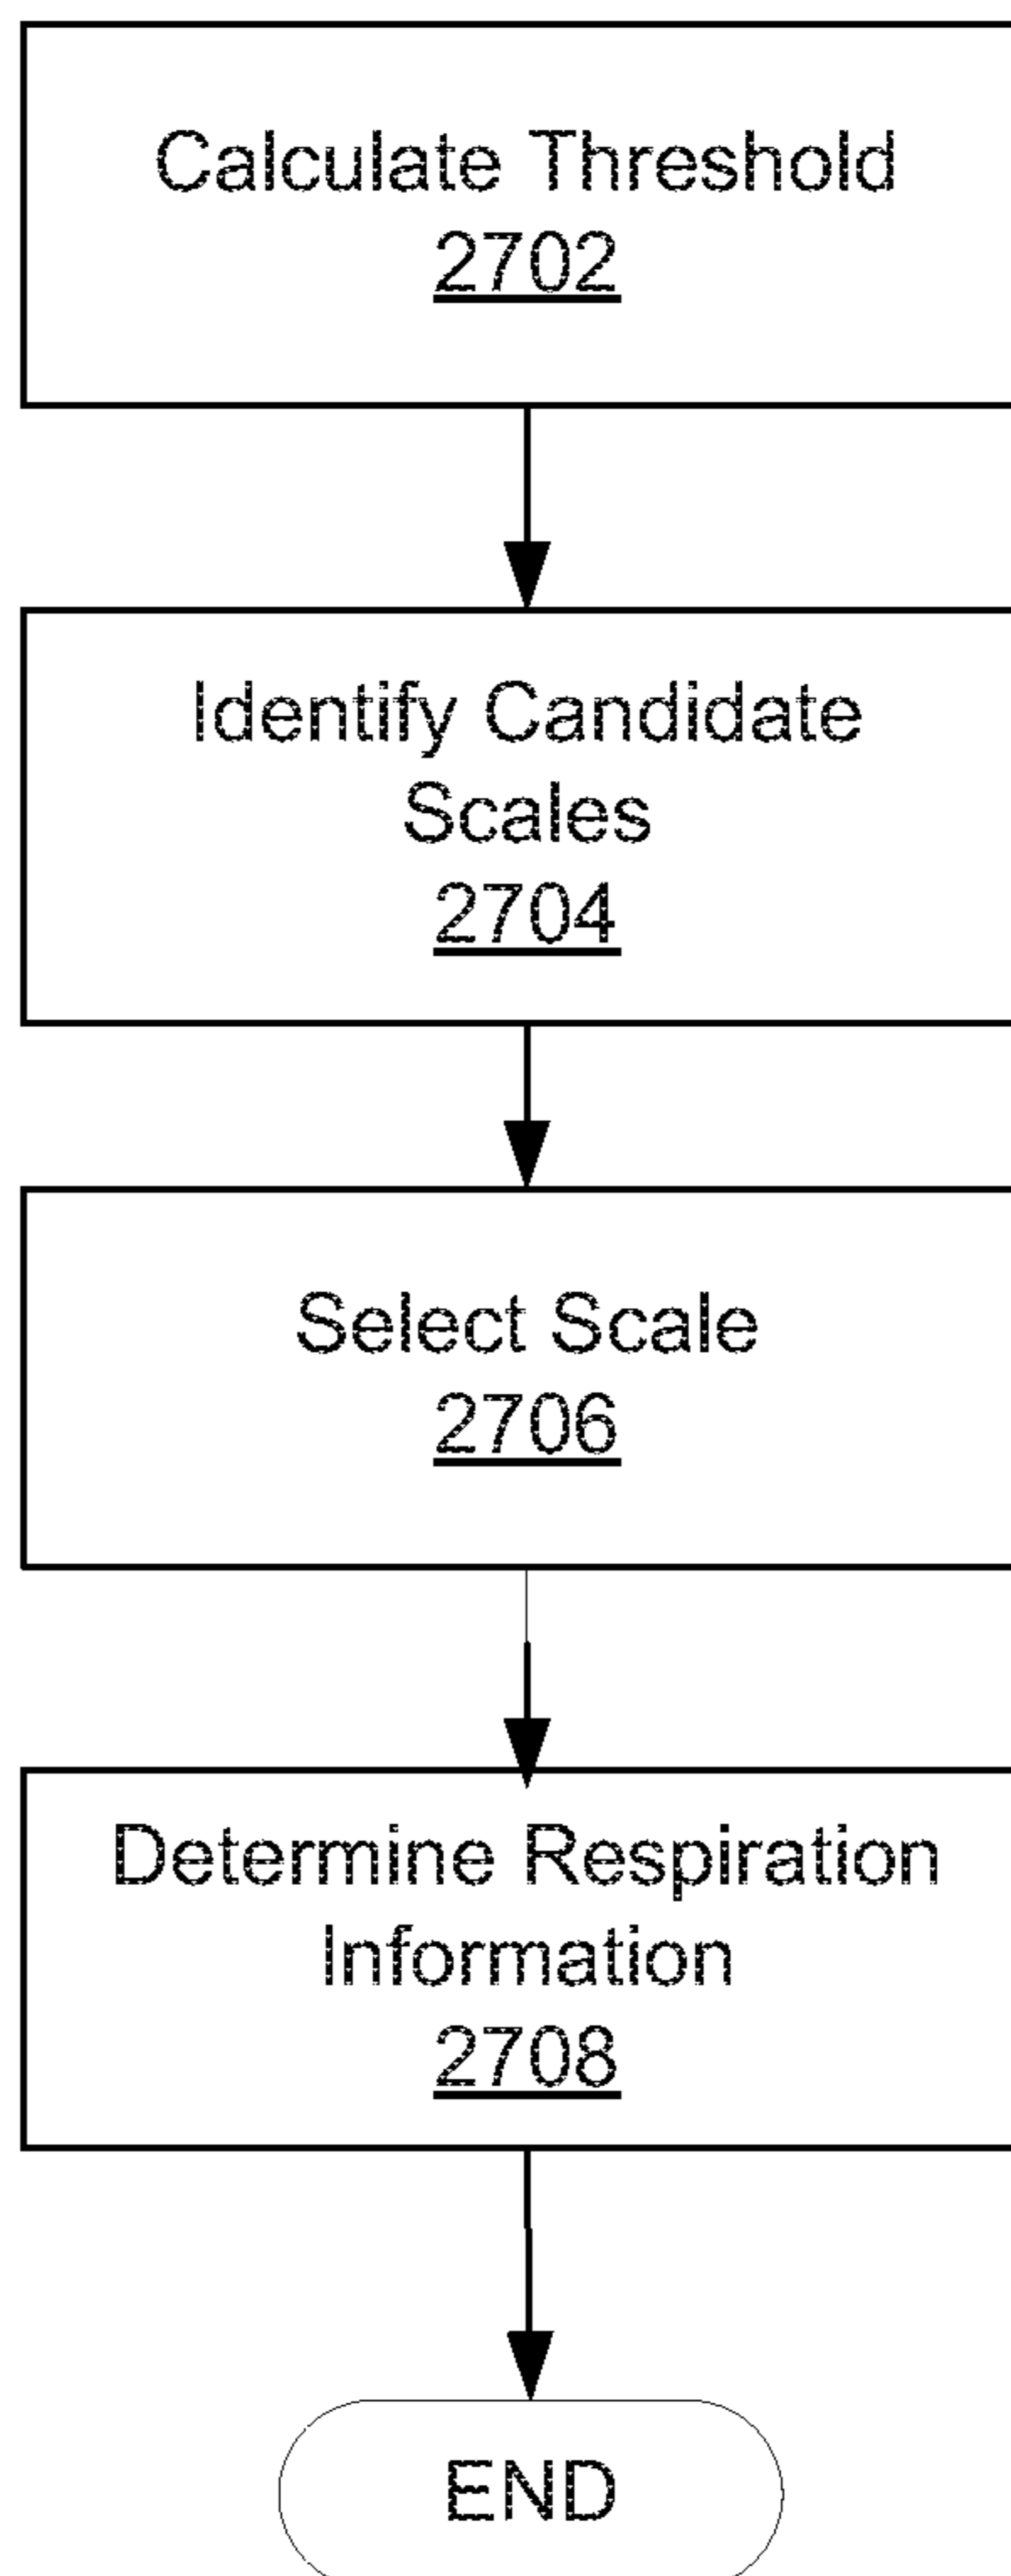 Calculate Threshold
2702
Identify Candidate
Scales
2704
Select Scale
2706
Determine Respiration
Information
2708
END